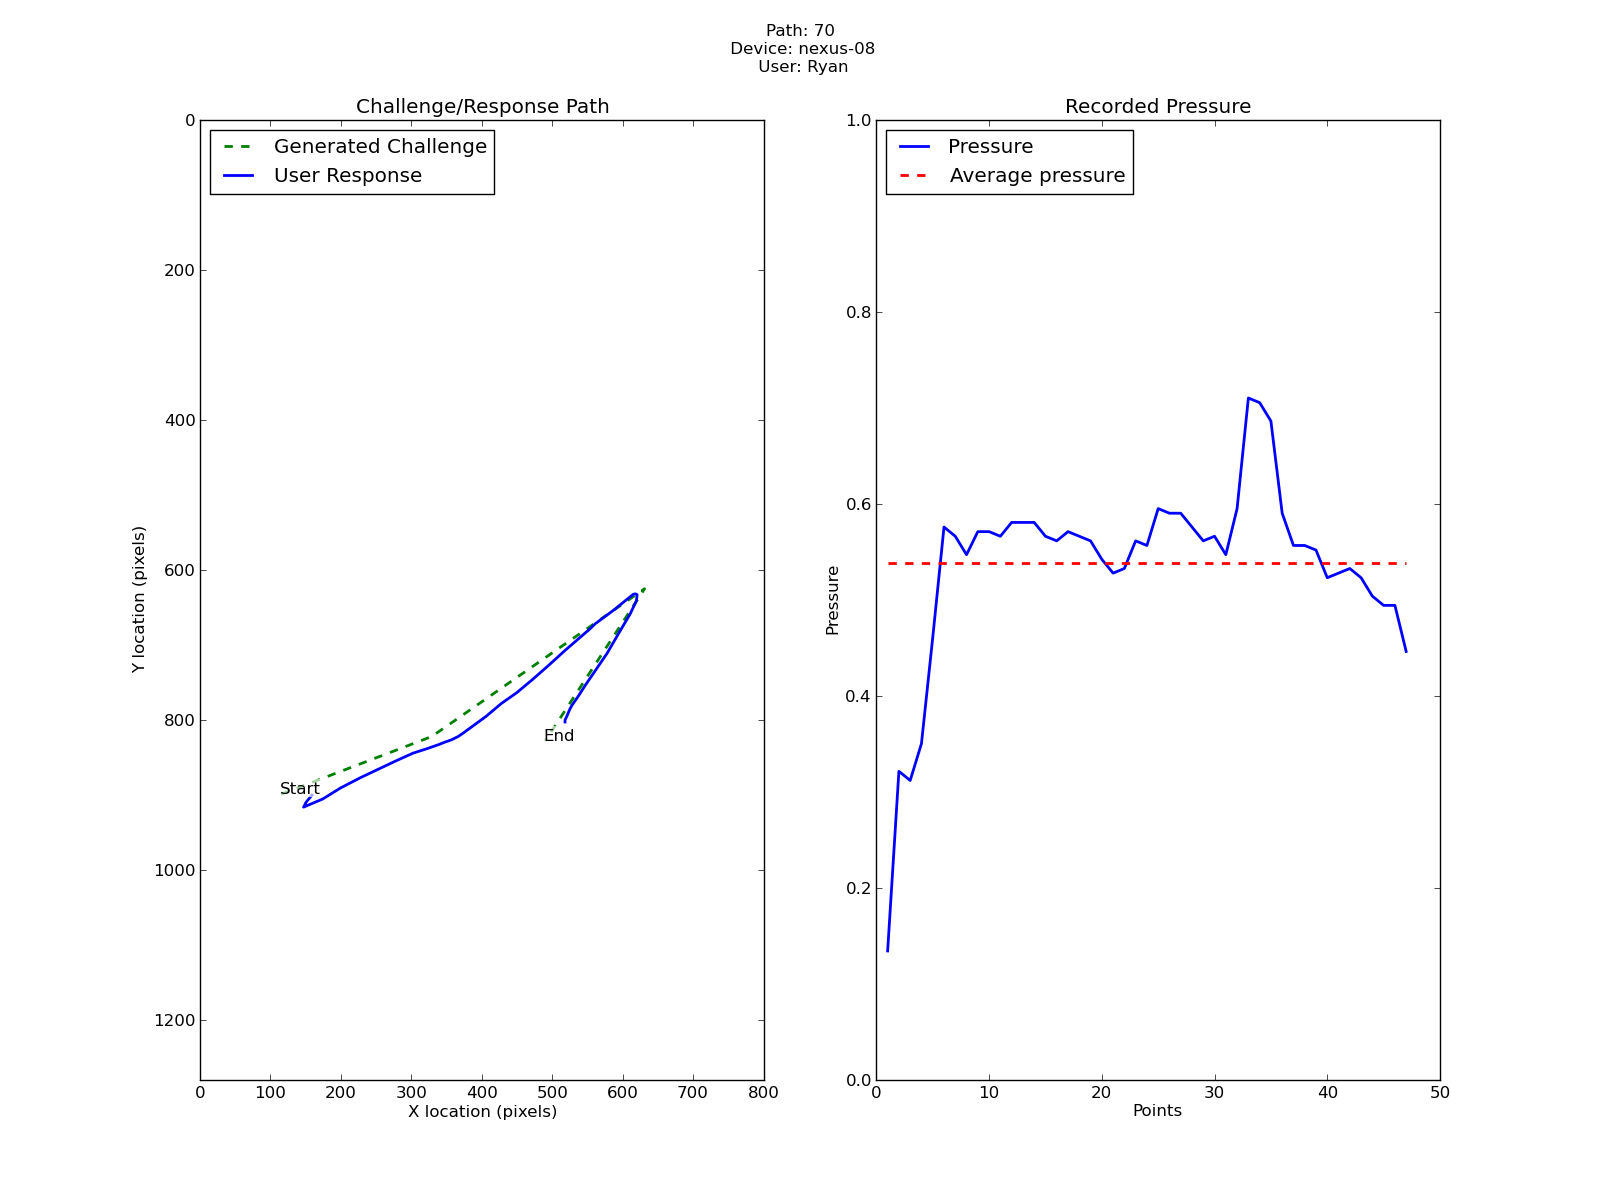 Path: 70
Device: nexus-08
User: Ryan
Challenge/Response Path
Generated Challenge
User Response
0
200
400
600
800
1000
1200
Y location (pixels)
Start
End
0 100 200 300 400 500 600 700 800
X location (pixels)
Recorded Pressure
Pressure
Average pressure
1.0
0.8
0.6
0.4
0.2
0.0
Pressure
0 10 20 30 40 50
Points